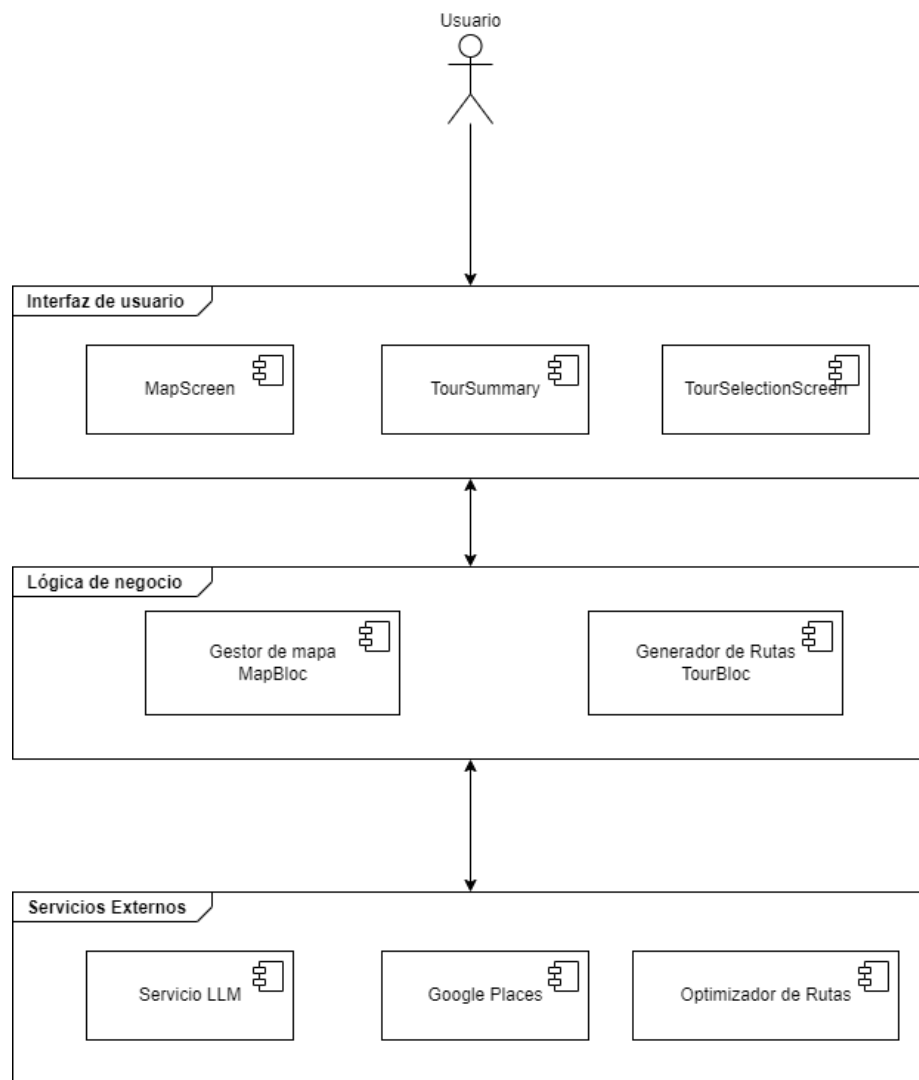 Usuario
Interfaz de usuario
MapScreen
TourSummary
TourSelectionScreen
Lógica de negocio
Gestor de mapa
MapBloc
Generador de Rutas
TourBloc
Servicios Externos
Servicio LLM
Google Places
Optimizador de Rutas